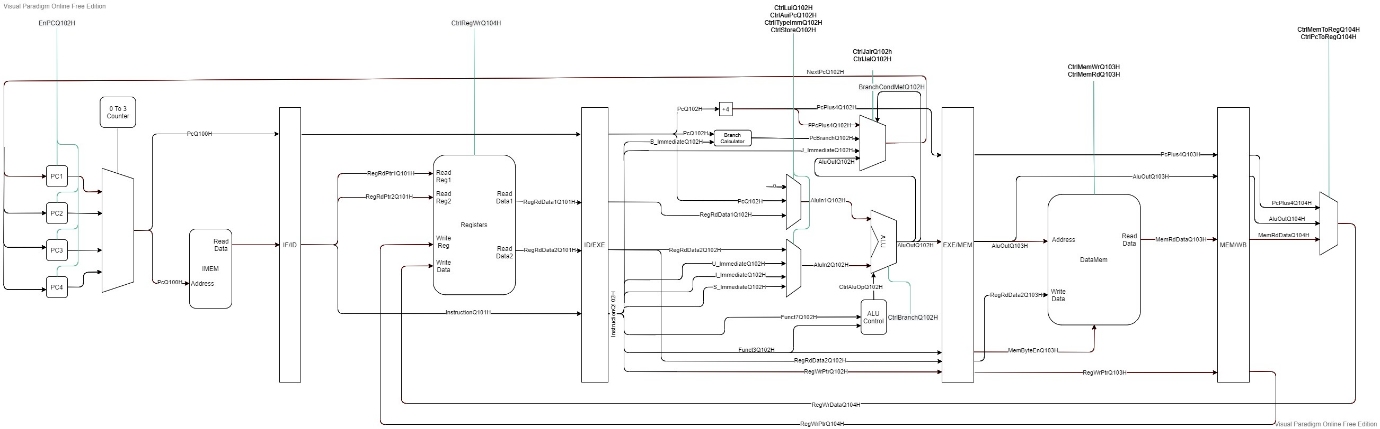 Visual Paradigm Online Free Edition
EnPCQ102H
CtrlRegWrQ104H
CtrlLuiQ102H
CtrlAuiPcQ102H
CtrlITypeImmQ102H
CtrlStoreQ102H
CtrlJalrQ102h
CtrlJalQ102H
CtrlMemWrQ103H
CtrlMemRdQ103H
CtrlMemToRegQ104H
CtrlPcToRegQ104H
NextPcQ102H
BranchCondMetQ102H
0 To 3
Counter
PcQ100H
PC1
PC2
PC3
PC4
PcQ100H
Read
Data
IMEM
Address
IF/ID
RegRdPtr1Q101H
RegRdPtr2Q101H
Read
Reg1
Read
Reg2
Registers
Write
Reg
Write
Data
Read
Data1
Read
Data2
RegRdData1Q101H
RegRdData2Q101H
InstructionQ101H
ID/EXE
InstructionQ102H
PcQ102H
+4
PcPlus4Q102H
PcQ102H
B_ImmediateQ102H
Branch
Calculator
PcPlus4Q102H
PcBranchQ102H
J_ImmediateQ102H
AluOutQ102H
PcQ102H
RegRdData1Q102H
AluIn1Q102H
RegRdData2Q102H
U_ImmediateQ102H
I_ImmediateQ102H
S_ImmediateQ102H
AluIn2Q102H
ALU
AluOutQ102H
CtrlAluOpQ102H
ALU
Control
CtrlBranchQ102H
Funct7Q102H
Funct3Q102H
RegRdData2Q102H
RegWrPtrQ102H
EXE/MEM
PcPlus4Q103H
AluOutQ103H
AluOutQ103H
Address
Read
Data
DataMem
Write
Data
MemRdDataQ103H
RegRdData2Q103H
MemByteEnQ103H
RegWrPtrQ103H
MEM/WB
PcPlus4Q104H
AluOutQ104H
MemRdDataQ104H
RegWrDataQ104H
RegWrPtrQ104H
Visual Paradigm Online Free Edition